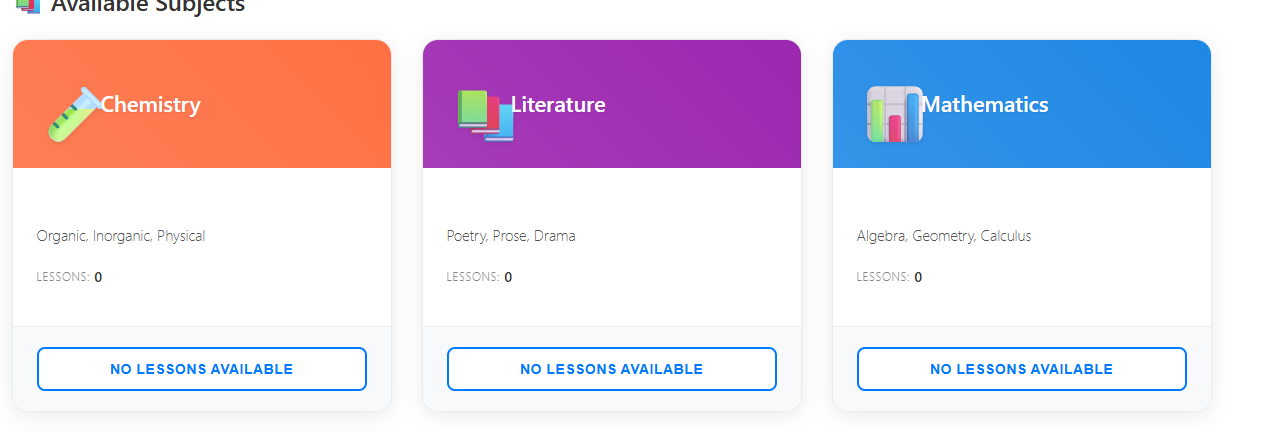 Available Subjects
Chemistry
Organic, Inorganic, Physical
LESSONS: 0
NO LESSONS AVAILABLE
Literature
Poetry, Prose, Drama
LESSONS: 0
NO LESSONS AVAILABLE
Mathematics
Algebra, Geometry, Calculus
LESSONS: 0
NO LESSONS AVAILABLE